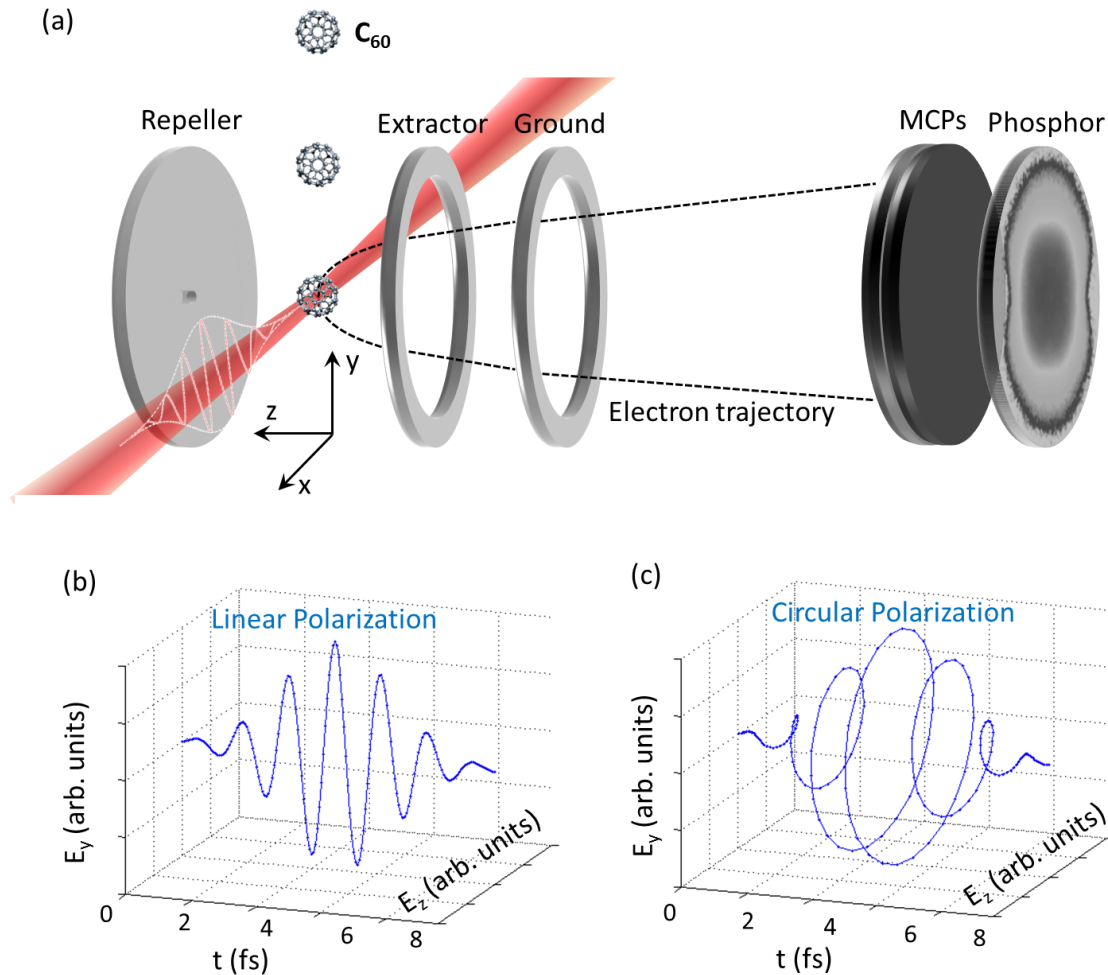 (a)
C60
Repeller
Extractor
Ground
MCPs
Phosphor
y
z
x
Electron trajectory
(b)
Linear Polarization
Ey (arb. units)
Ez (arb. units)
0
2
4
6
8
t (fs)
(c)
Circular Polarization
Ey (arb. units)
Ez (arb. units)
0
2
4
6
8
t (fs)